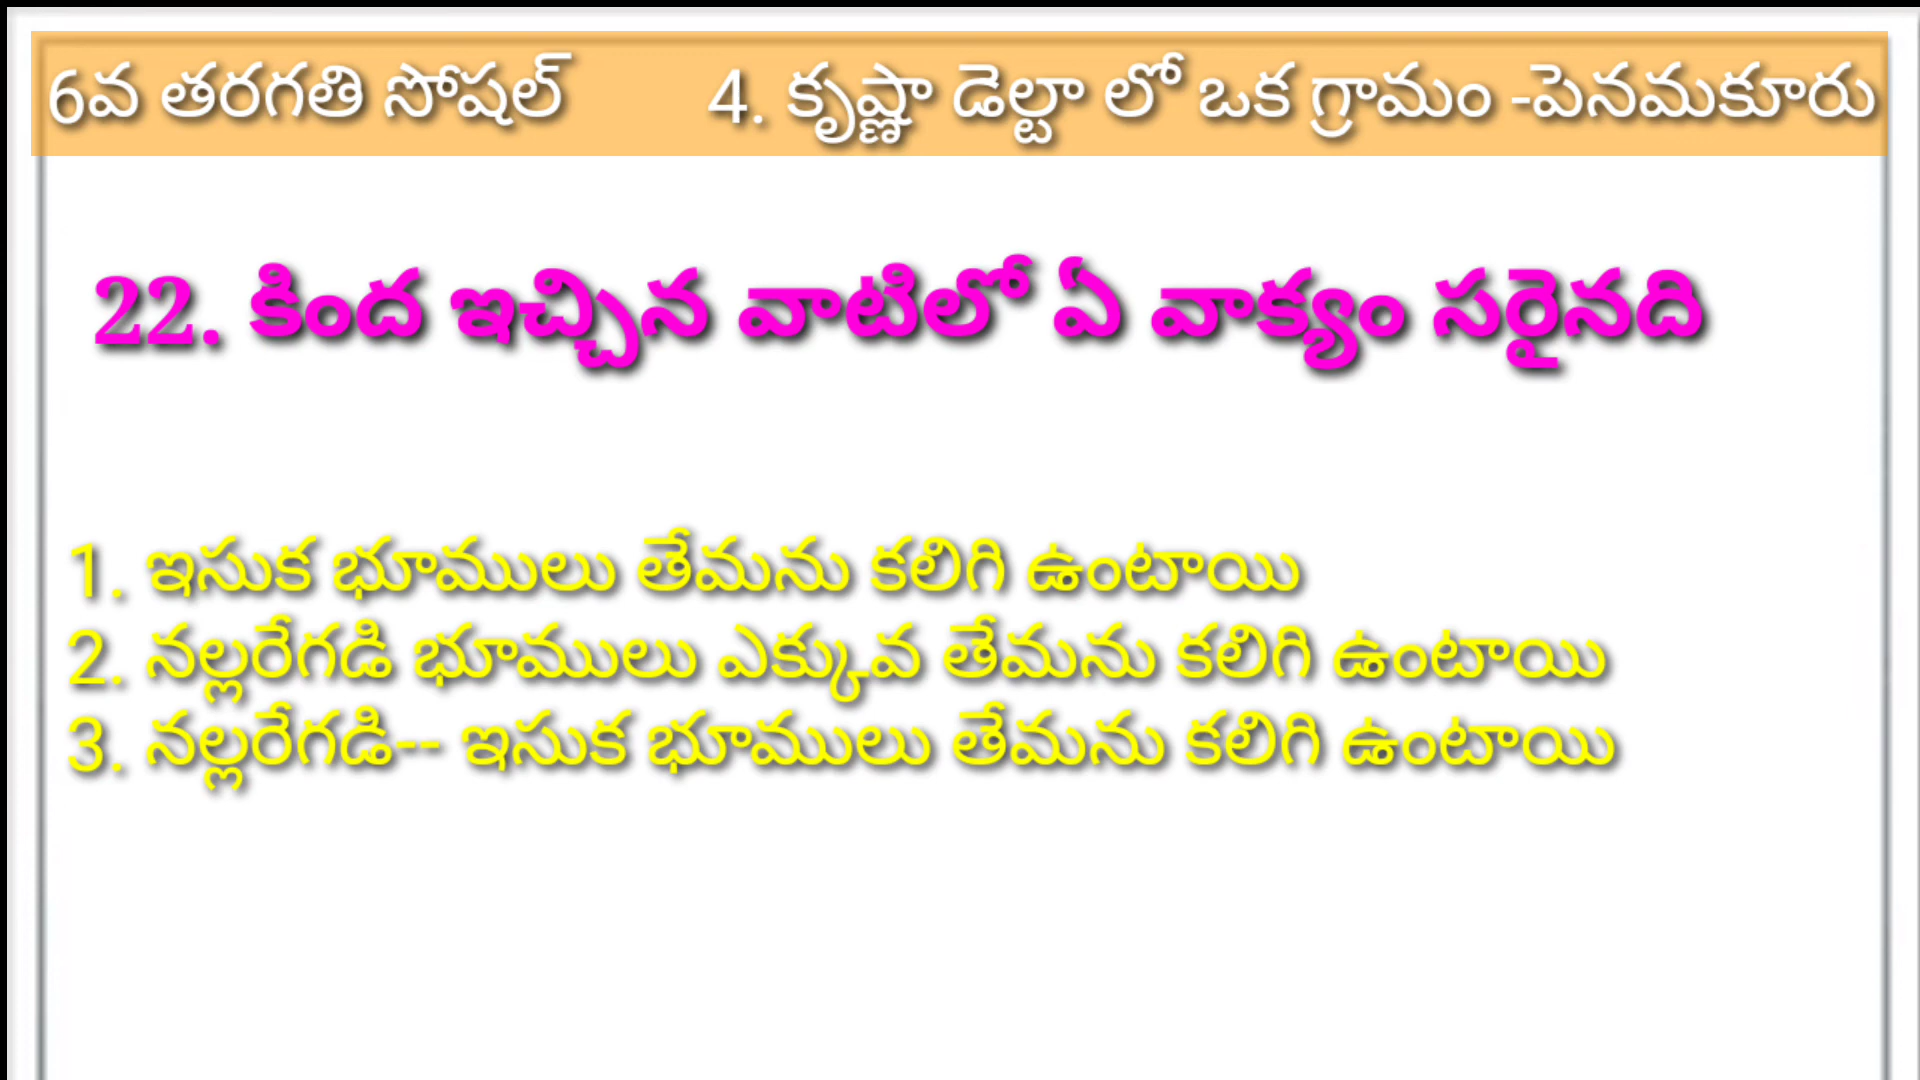 6వ తరగతి సోషల్ 4. కృష్ణా డెల్టా లో ఒక గ్రామం -పెనమకూరు
22. కింద ఇచ్చిన వాటిలో ఏ వాక్యం సరైనది
1. ఇసుక భూములు తేమను కలిగి ఉంటాయి
2. నల్లరేగడి భూములు ఎక్కువ తేమను కలిగి ఉంటాయి
3. నల్లరేగడి-- ఇసుక భూములు తేమను కలిగి ఉంటాయి